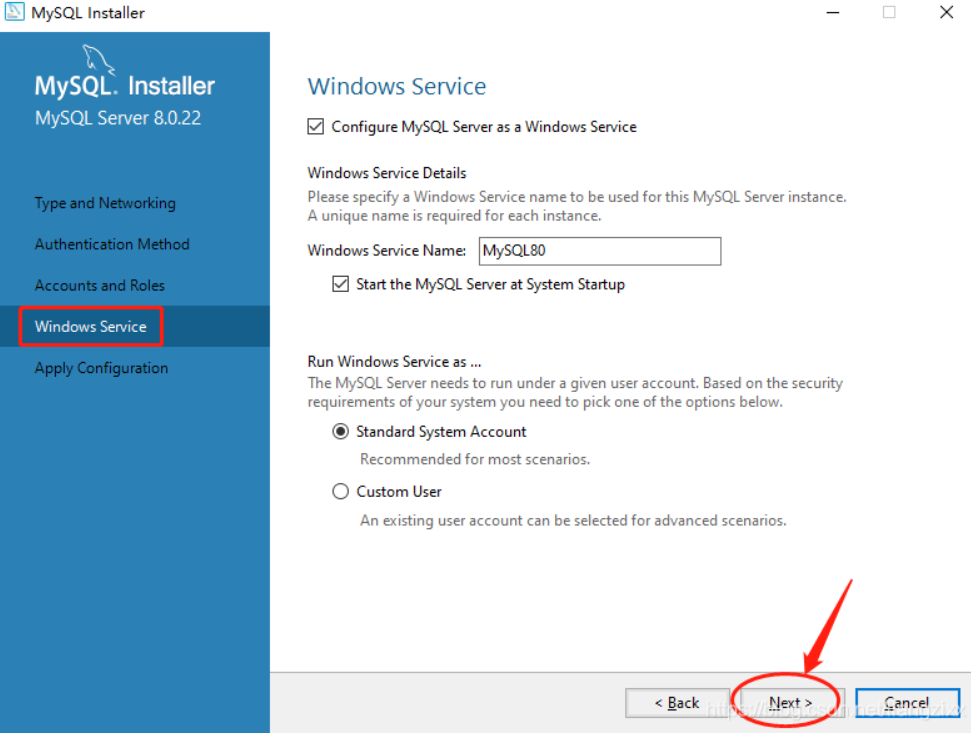 MySQL Installer
MySQL. Installer
MySQL Server 8.0.22
Type and Networking
Authentication Method
Accounts and Roles
Windows Service
Apply Configuration
Windows Service
Configure MySQL Server as a Windows Service
Windows Service Details
Please specify a Windows Service name to be used for this MySQL Server instance.
A unique name is required for each instance.
Windows Service Name: MySQL80
Start the MySQL Server at System Startup
Run Windows Service as ...
The MySQL Server needs to run under a given user account. Based on the security
requirements of your system you need to pick one of the options below.
Standard System Account
Recommended for most scenarios.
Custom User
An existing user account can be selected for advanced scenarios.
< Back Next > Cancel